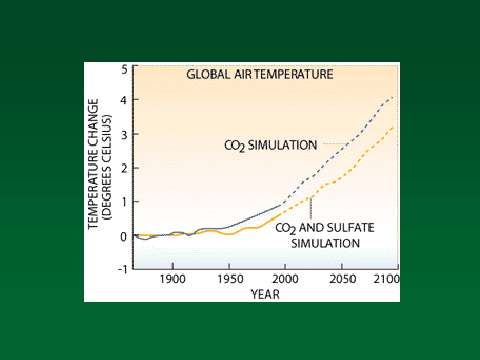 GLOBAL AIR TEMPERATURE
5
4
3
2
1
0
-1
TEMPERATURE CHANGE
(DEGREES CELSIUS)
CO2 SIMULATION
CO2 AND SULFATE
SIMULATION
1900
1950
2000
2050
2100
YEAR